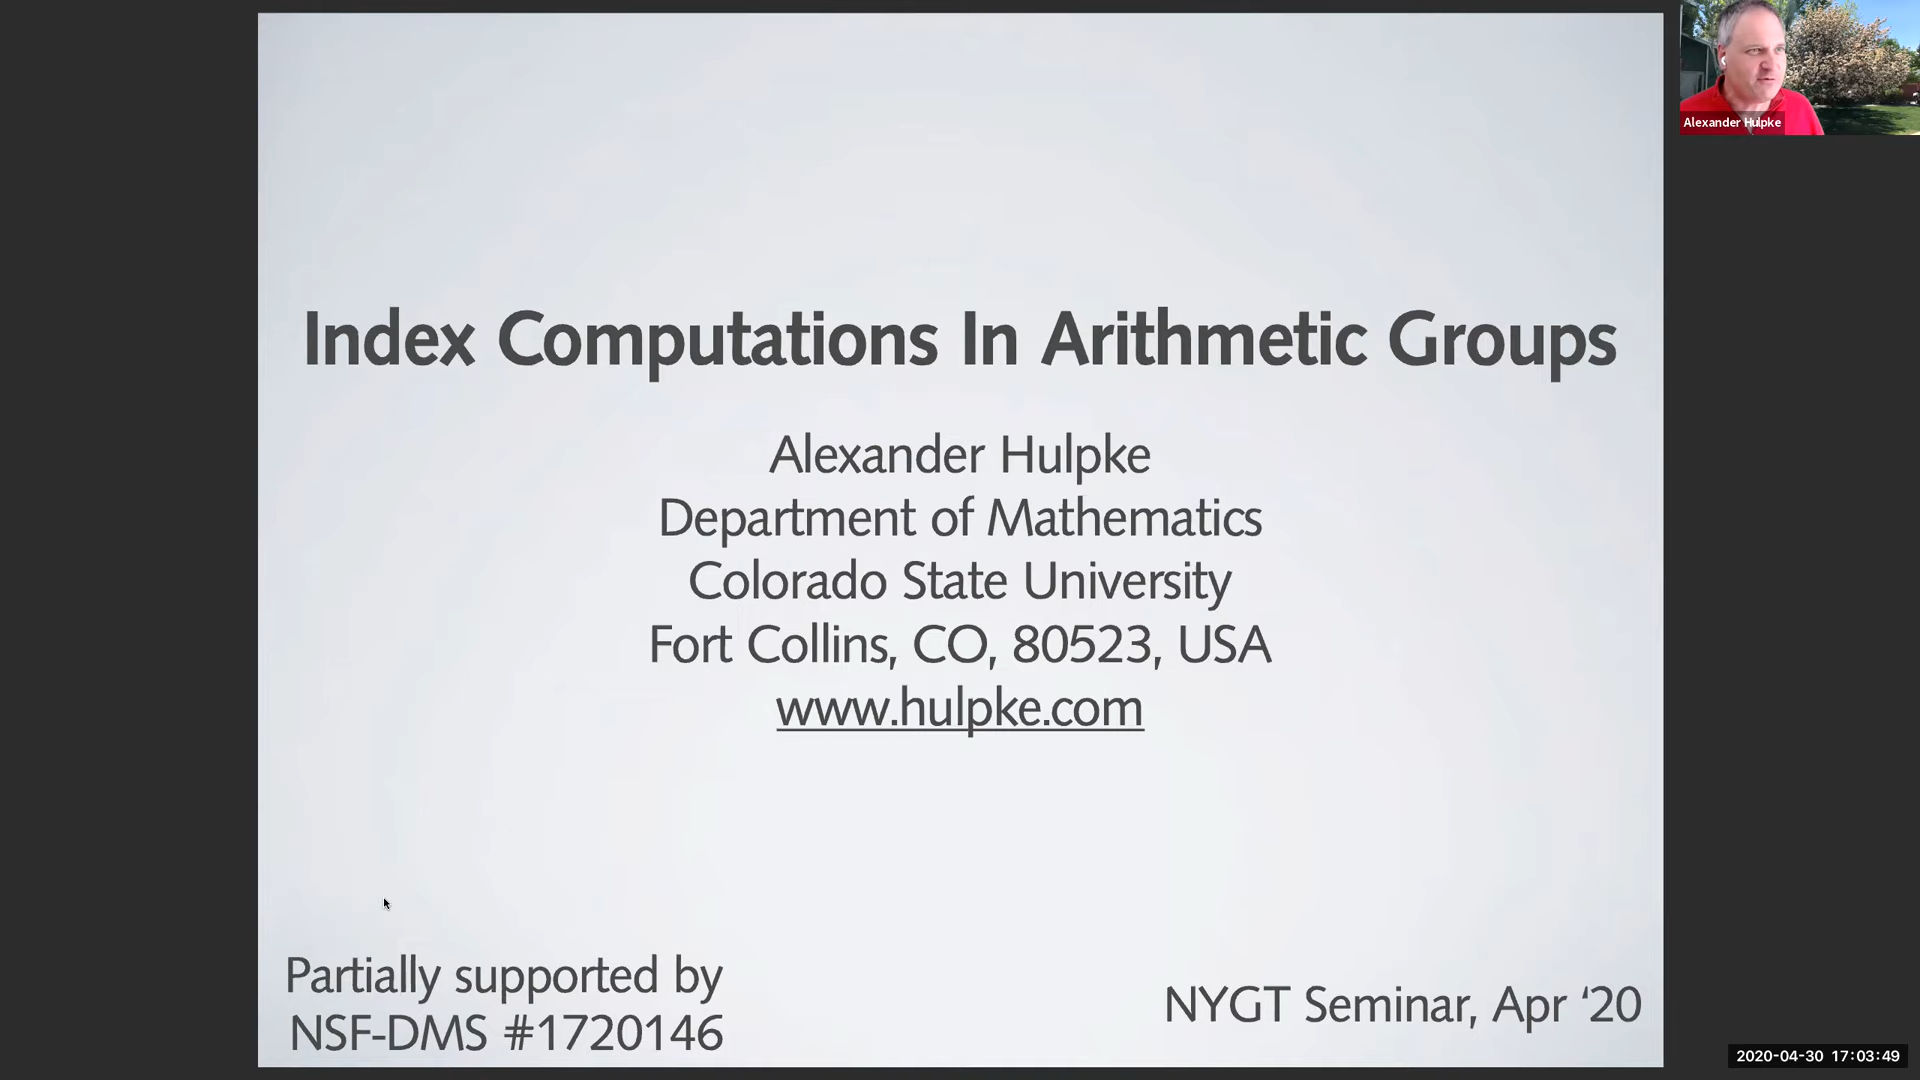 Index Computations In Arithmetic Groups
Alexander Hulpke
Department of Mathematics
Colorado State University
Fort Collins, CO, 80523, USA
www.hulpke.com
Partially supported by
NSF-DMS #1720146
NYGT Seminar, Apr ‘20
Alexander Hulpke
2020-04-30 17:03:49